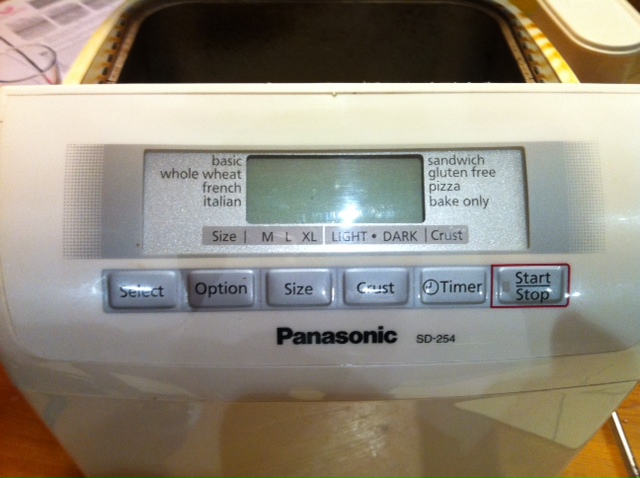 basic
whole wheat
french
italian
sandwich
gluten free
pizza
bake only
Size | M L XL | LIGHT • DARK | Crust
Select Option Size Crust Timer Start
Stop
Panasonic SD-254